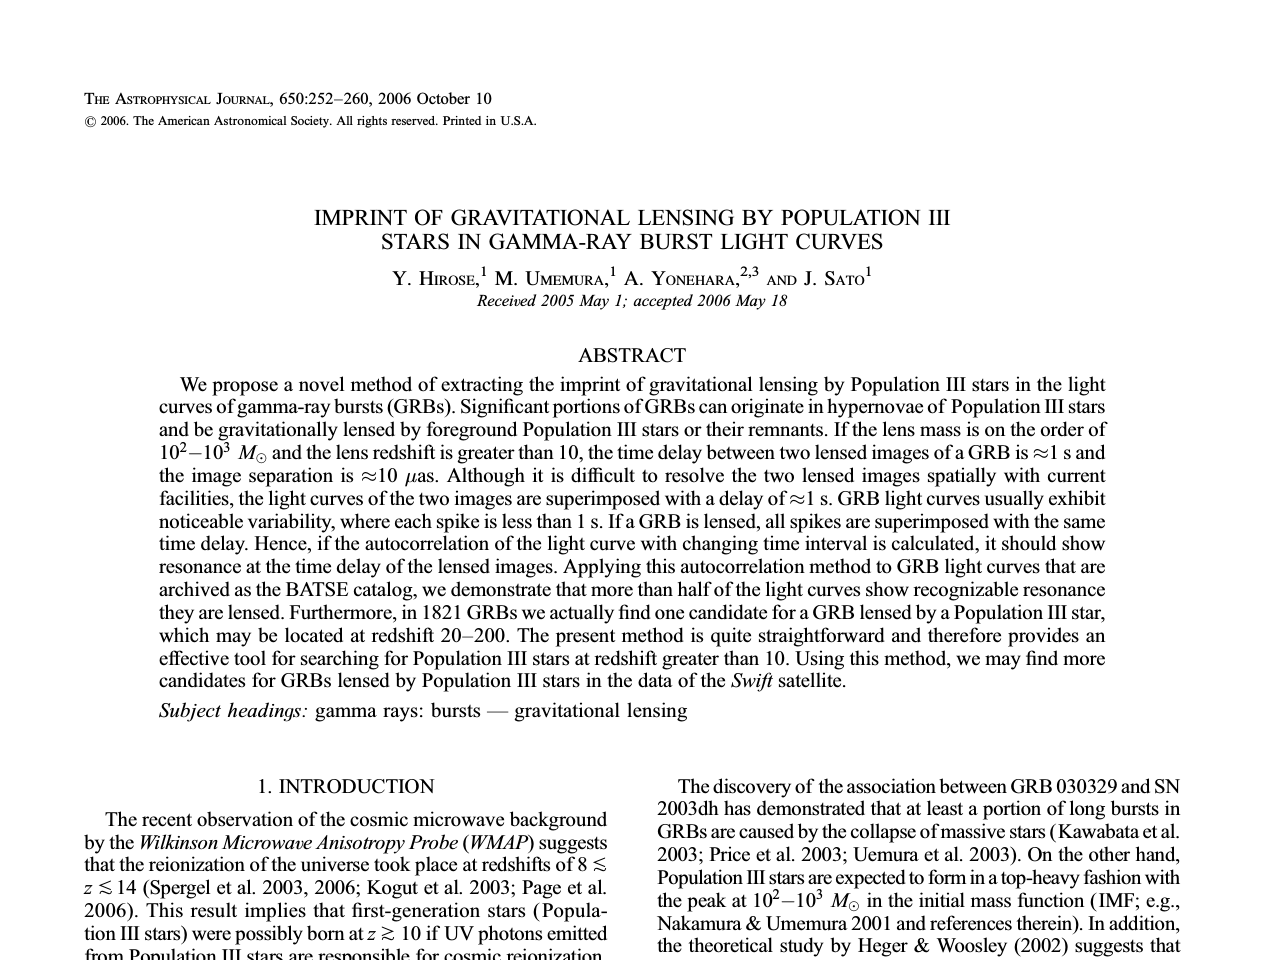 THE ASTROPHYSICAL JOURNAL, 650:252–260, 2006 October 10
© 2006. The American Astronomical Society. All rights reserved. Printed in U.S.A.
IMPRINT OF GRAVITATIONAL LENSING BY POPULATION III
STARS IN GAMMA-RAY BURST LIGHT CURVES
Y. Hirose,¹ M. Umemura,¹ A. Yonehara,²,³ and J. Sato¹
Received 2005 May 1; accepted 2006 May 18
ABSTRACT
We propose a novel method of extracting the imprint of gravitational lensing by Population III stars in the light
curves of gamma-ray bursts (GRBs). Significant portions of GRBs can originate in hypernovae of Population III stars
and be gravitationally lensed by foreground Population III stars or their remnants. If the lens mass is on the order of
10²–10³ M⊙ and the lens redshift is greater than 10, the time delay between two lensed images of a GRB is ≈1 s and
the image separation is ≈10 μas. Although it is difficult to resolve the two lensed images spatially with current
facilities, the light curves of the two images are superimposed with a delay of ≈1 s. GRB light curves usually exhibit
noticeable variability, where each spike is less than 1 s. If a GRB is lensed, all spikes are superimposed with the same
time delay. Hence, if the autocorrelation of the light curve with changing time interval is calculated, it should show
resonance at the time delay of the lensed images. Applying this autocorrelation method to GRB light curves that are
archived as the BATSE catalog, we demonstrate that more than half of the light curves show recognizable resonance
they are lensed. Furthermore, in 1821 GRBs we actually find one candidate for a GRB lensed by a Population III star,
which may be located at redshift 20–200. The present method is quite straightforward and therefore provides an
effective tool for searching for Population III stars at redshift greater than 10. Using this method, we may find more
candidates for GRBs lensed by Population III stars in the data of the Swift satellite.
Subject headings: gamma rays: bursts — gravitational lensing
1. INTRODUCTION
The recent observation of the cosmic microwave background
by the Wilkinson Microwave Anisotropy Probe (WMAP) suggests
that the reionization of the universe took place at redshifts of 8 ≲
z ≲ 14 (Spergel et al. 2003, 2006; Kogut et al. 2003; Page et al.
2006). This result implies that first-generation stars (Popula-
tion III stars) were possibly born at z ≳ 10 if UV photons emitted
from Population III stars are responsible for cosmic reionization.
The discovery of the association between GRB 030329 and SN
2003dh has demonstrated that at least a portion of long bursts in
GRBs are caused by the collapse of massive stars (Kawabata et al.
2003; Price et al. 2003; Uemura et al. 2003). On the other hand,
Population III stars are expected to form in a top-heavy fashion with
the peak at 10²–10³ M⊙ in the initial mass function (IMF; e.g.,
Nakamura & Umemura 2001 and references therein). In addition,
the theoretical study by Heger & Woosley (2002) suggests that